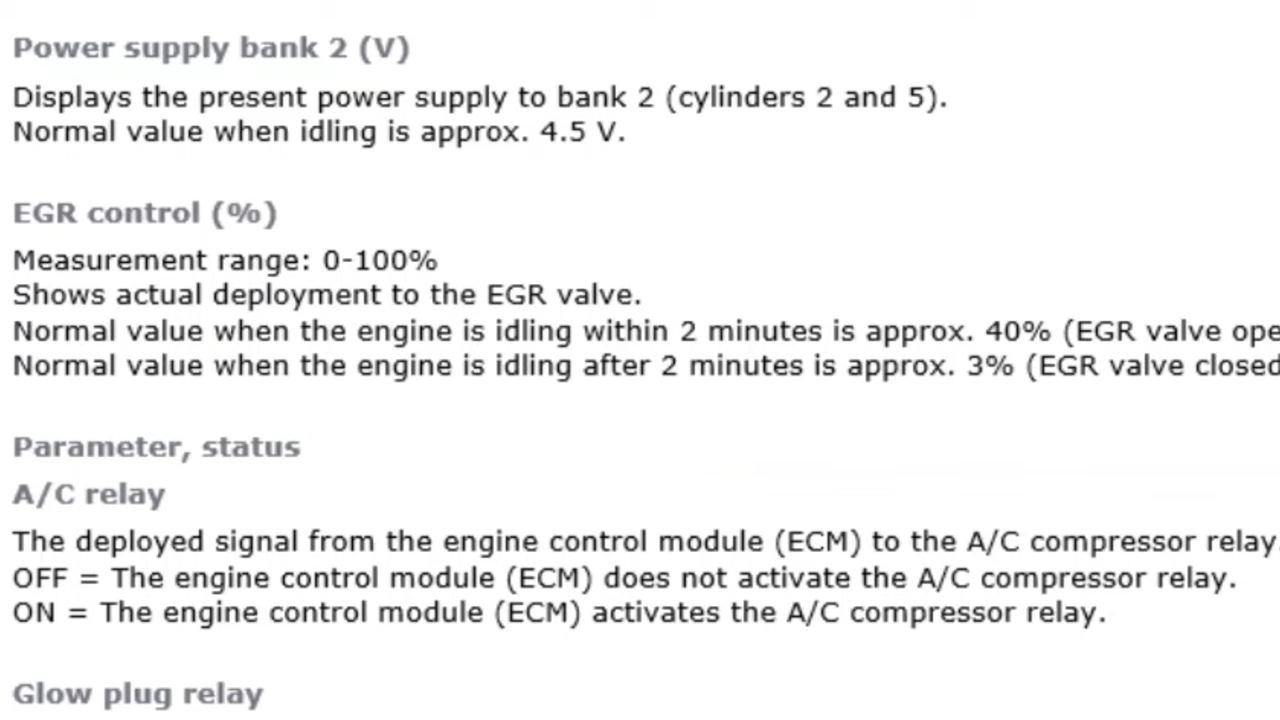 Power supply bank 2 (V)
Displays the present power supply to bank 2 (cylinders 2 and 5).
Normal value when idling is approx. 4.5 V.
EGR control (%)
Measurement range: 0-100%
Shows actual deployment to the EGR valve.
Normal value when the engine is idling within 2 minutes is approx. 40% (EGR valve ope
Normal value when the engine is idling after 2 minutes is approx. 3% (EGR valve closed
Parameter, status
A/C relay
The deployed signal from the engine control module (ECM) to the A/C compressor relay.
OFF = The engine control module (ECM) does not activate the A/C compressor relay.
ON = The engine control module (ECM) activates the A/C compressor relay.
Glow plug relay